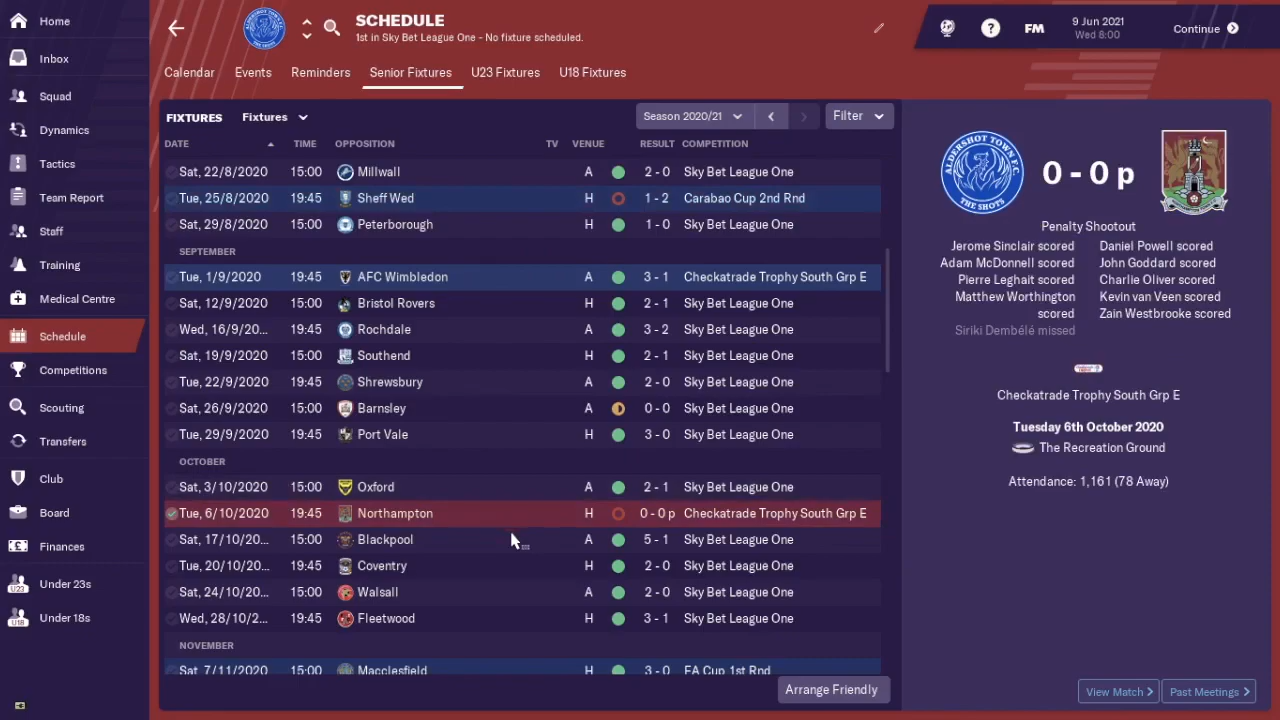 Home
Inbox
Squad
Dynamics
Tactics
Team Report
Staff
Training
Medical Centre
Schedule
Competitions
Scouting
Transfers
Club
Board
Finances
U23 Under 23s
U18 Under 18s
SCHEDULE
1st in Sky Bet League One - No fixture scheduled.
FM
9 Jun 2021
Wed 8:00
Continue
Calendar Events Reminders Senior Fixtures U23 Fixtures U18 Fixtures
FIXTURES Fixtures Season 2020/21 Filter
DATE TIME OPPOSITION TV VENUE RESULT COMPETITION
Sat, 22/8/2020 15:00 Millwall A 2 - 0 Sky Bet League One
Tue, 25/8/2020 19:45 Sheff Wed H 1 - 2 Carabao Cup 2nd Rnd
Sat, 29/8/2020 15:00 Peterborough H 1 - 0 Sky Bet League One
SEPTEMBER
Tue, 1/9/2020 19:45 AFC Wimbledon A 3 - 1 Checkatrade Trophy South Grp E
Sat, 12/9/2020 15:00 Bristol Rovers H 2 - 1 Sky Bet League One
Wed, 16/9/20... 19:45 Rochdale A 3 - 2 Sky Bet League One
Sat, 19/9/2020 15:00 Southend H 2 - 1 Sky Bet League One
Tue, 22/9/2020 19:45 Shrewsbury A 2 - 0 Sky Bet League One
Sat, 26/9/2020 15:00 Barnsley A 0 - 0 Sky Bet League One
Tue, 29/9/2020 19:45 Port Vale H 3 - 0 Sky Bet League One
OCTOBER
Sat, 3/10/2020 15:00 Oxford A 2 - 1 Sky Bet League One
Tue, 6/10/2020 19:45 Northampton H 0 - 0 p Checkatrade Trophy South Grp E
Sat, 17/10/20... 15:00 Blackpool A 5 - 1 Sky Bet League One
Tue, 20/10/20... 19:45 Coventry H 2 - 0 Sky Bet League One
Sat, 24/10/20... 15:00 Walsall A 2 - 0 Sky Bet League One
Wed, 28/10/2... 19:45 Fleetwood H 3 - 1 Sky Bet League One
NOVEMBER
Sat, 7/11/2020 15:00 Macclesfield H 3 - 0 FA Cup 1st Rnd
Arrange Friendly
ALDERSHOT TOWN F.C.
THE SHOTS
0 - 0 p
Penalty Shootout
Jerome Sinclair scored Daniel Powell scored
Adam McDonnell scored John Goddard scored
Pierre Leghait scored Charlie Oliver scored
Matthew Worthington Kevin van Veen scored
scored Zain Westbrooke scored
Siriki Dembélé missed
Checkatrade Trophy South Grp E
Tuesday 6th October 2020
The Recreation Ground
Attendance: 1,161 (78 Away)
View Match Past Meetings